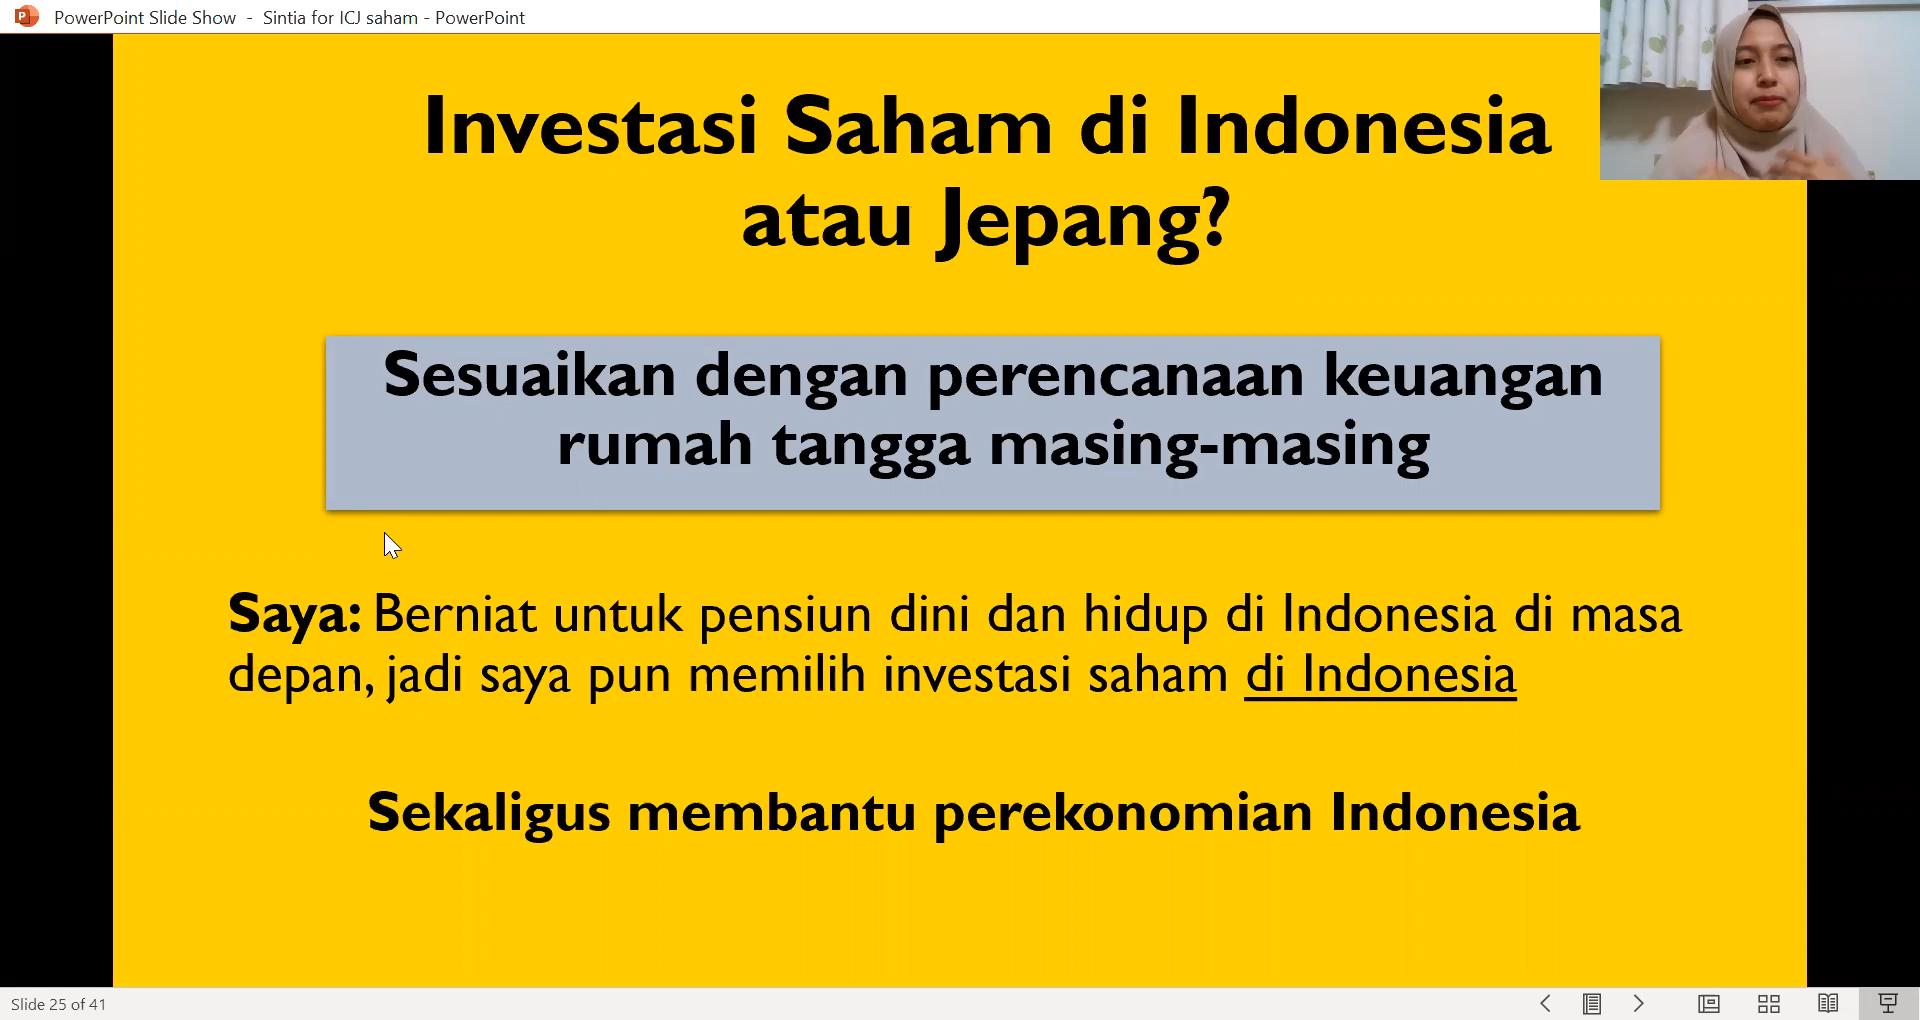 PowerPoint Slide Show - Sintia for ICJ saham - PowerPoint
Investasi Saham di Indonesia
atau Jepang?
Sesuaikan dengan perencanaan keuangan
rumah tangga masing-masing
Saya: Berniat untuk pensiun dini dan hidup di Indonesia di masa
depan, jadi saya pun memilih investasi saham di Indonesia
Sekaligus membantu perekonomian Indonesia
Slide 25 of 41